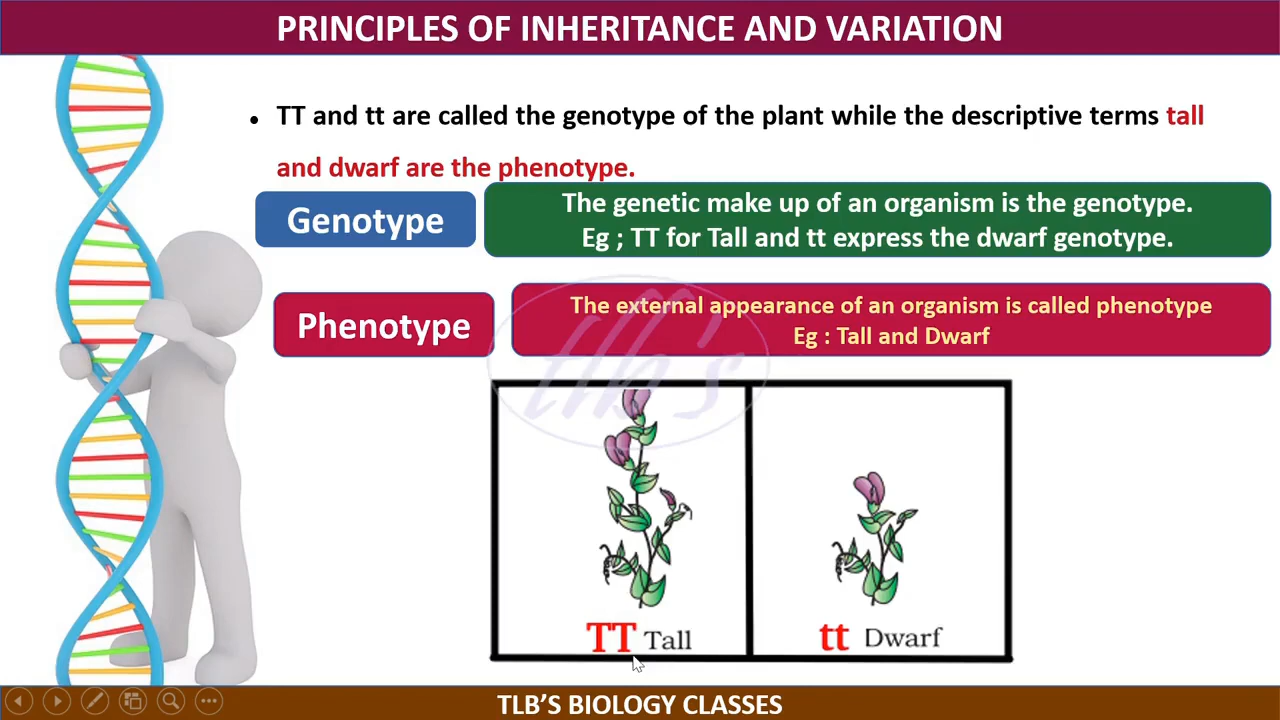 PRINCIPLES OF INHERITANCE AND VARIATION
• TT and tt are called the genotype of the plant while the descriptive terms tall
and dwarf are the phenotype.
Genotype
The genetic make up of an organism is the genotype.
Eg ; TT for Tall and tt express the dwarf genotype.
Phenotype
The external appearance of an organism is called phenotype
Eg : Tall and Dwarf
tlb's
TT Tall
tt Dwarf
TLB’S BIOLOGY CLASSES